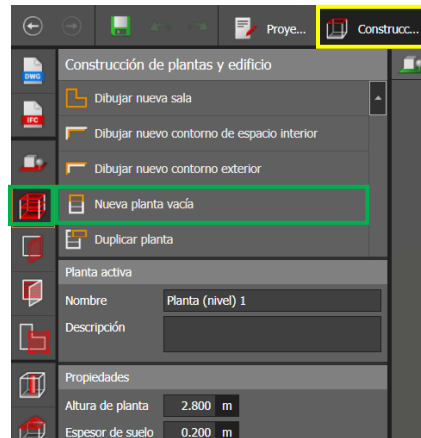 Proye... Construcc...
DWG
IFC
Construcción de plantas y edificio
Dibujar nueva sala
Dibujar nuevo contorno de espacio interior
Dibujar nuevo contorno exterior
Nueva planta vacía
Duplicar planta
Planta activa
Nombre Planta (nivel) 1
Descripción
Propiedades
Altura de planta 2.800 m
Espesor de suelo 0.200 m